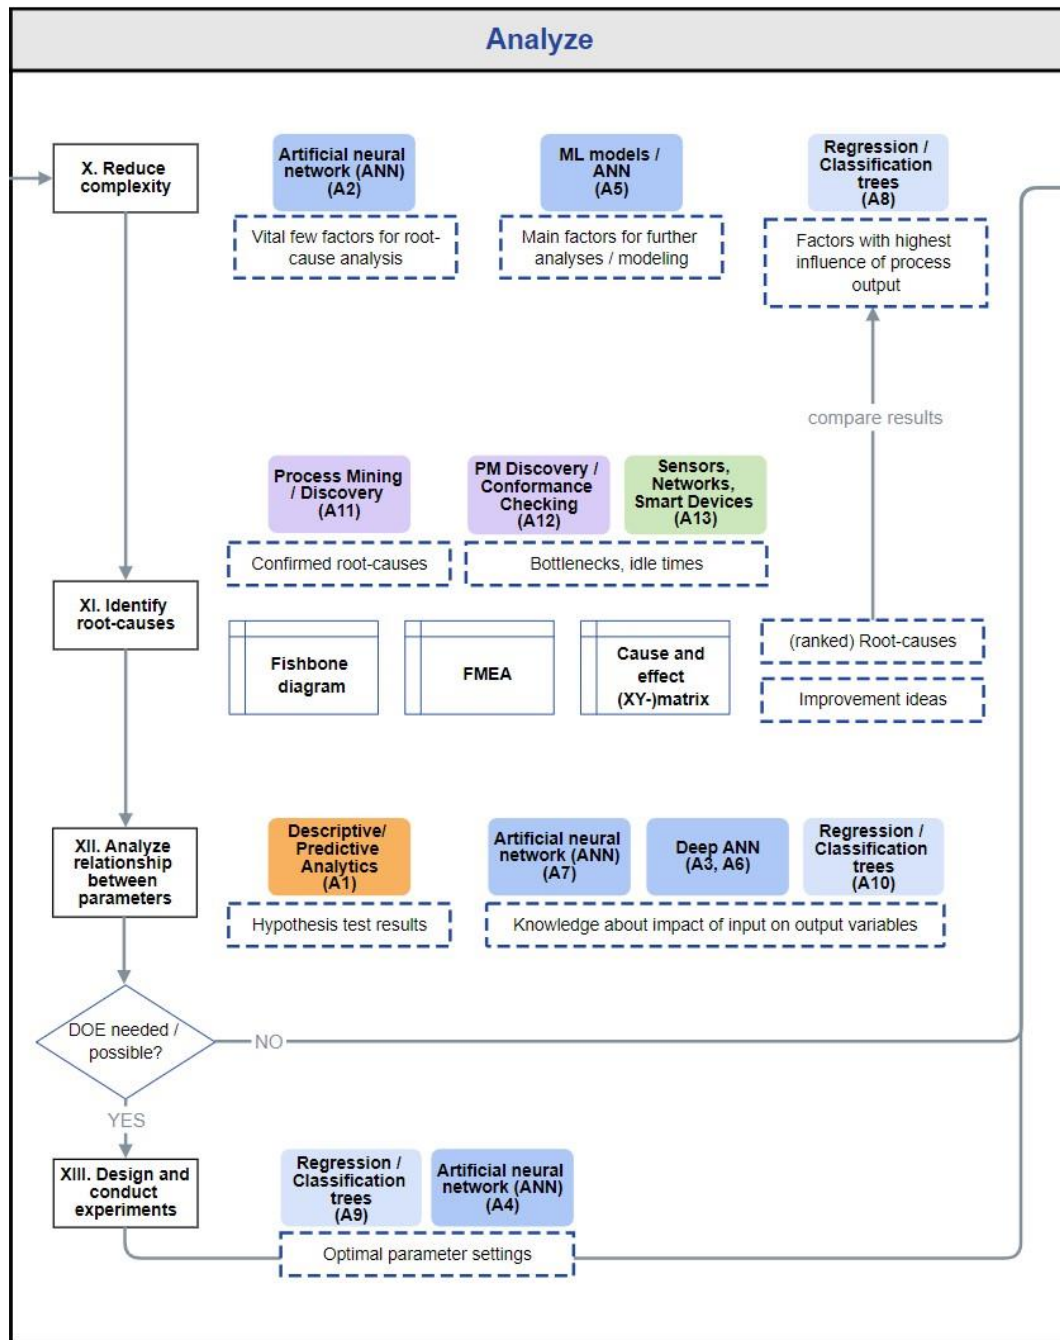 Analyze
X. Reduce
complexity
Artificial neural
network (ANN)
(A2)
Vital few factors for root-
cause analysis
ML models /
ANN
(A5)
Main factors for further
analyses / modeling
Regression /
Classification
trees
(A8)
Factors with highest
influence of process
output
compare results
XI. Identify
root-causes
Process Mining
/ Discovery
(A11)
Confirmed root-causes
PM Discovery /
Conformance
Checking
(A12)
Sensors,
Networks,
Smart Devices
(A13)
Bottlenecks, idle times
Fishbone
diagram
FMEA
Cause and
effect
(XY-)matrix
(ranked) Root-causes
Improvement ideas
XII. Analyze
relationship
between
parameters
Descriptive/
Predictive
Analytics
(A1)
Hypothesis test results
Artificial neural
network (ANN)
(A7)
Deep ANN
(A3, A6)
Regression /
Classification
trees
(A10)
Knowledge about impact of input on output variables
DOE needed /
possible?
NO
YES
XIII. Design and
conduct
experiments
Regression /
Classification
trees
(A9)
Artificial neural
network (ANN)
(A4)
Optimal parameter settings